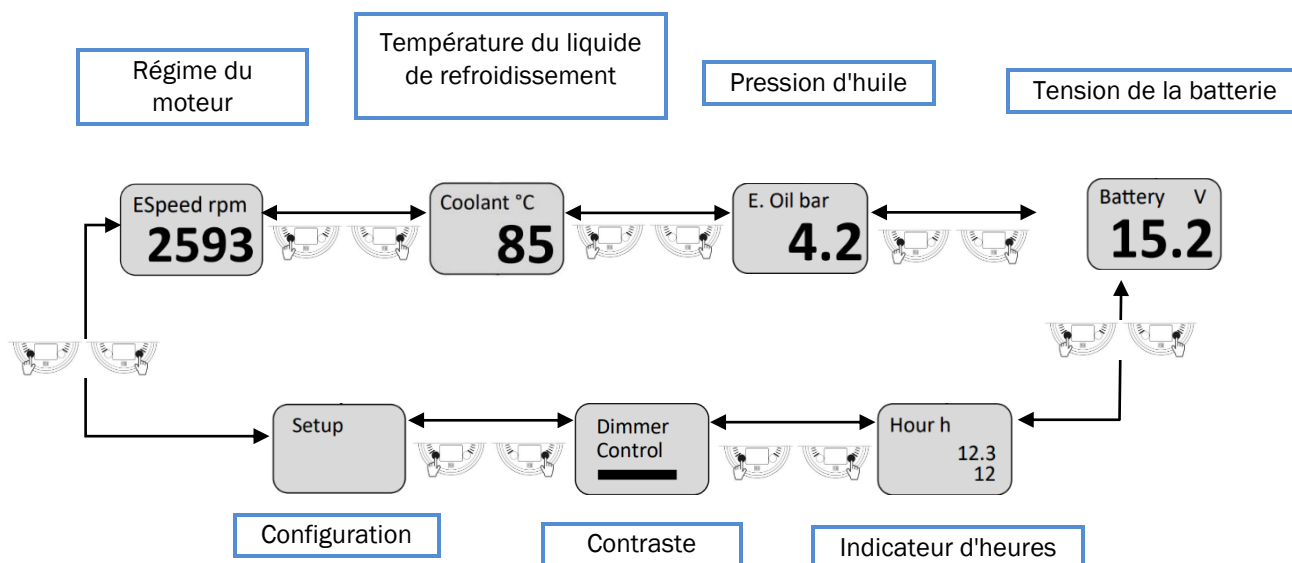 Régime du
moteur
Température du liquide
de refroidissement
Pression d'huile
Tension de la batterie
ESpeed rpm
2593
Coolant °C
85
E. Oil bar
4.2
Battery V
15.2
Setup
Dimmer
Control
Hour h
12.3
12
Configuration
Contraste
Indicateur d'heures